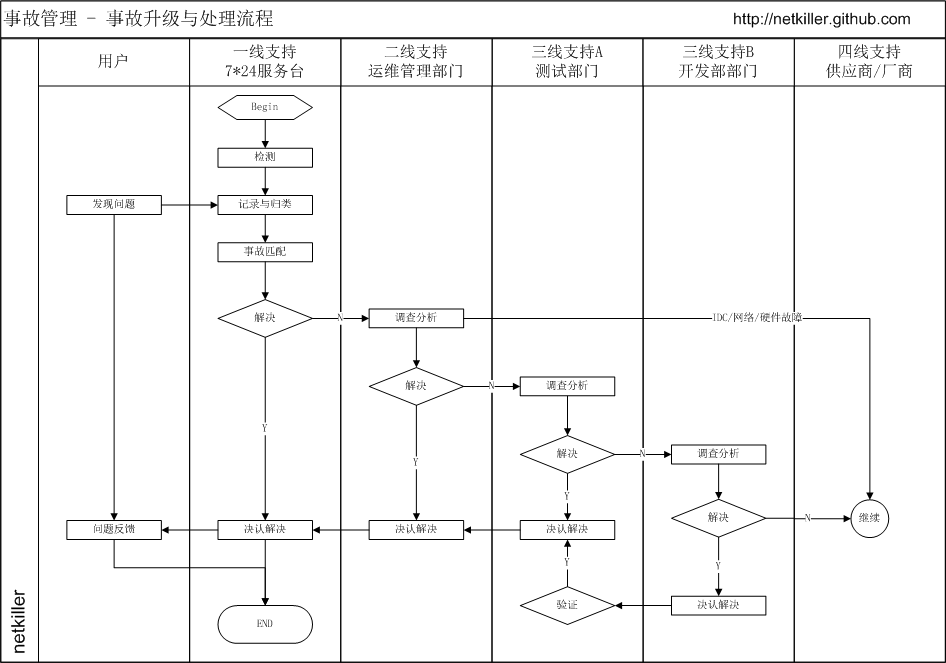 事故管理 - 事故升级与处理流程
http://netkiller.github.com
用户
一线支持
7*24服务台
二线支持
运维管理部门
三线支持A
测试部门
三线支持B
开发部部门
四线支持
供应商/厂商
Begin
检测
发现问题
记录与归类
事故匹配
解决
N
调查分析
IDC/网络/硬件故障
解决
N
调查分析
Y
Y
解决
N
调查分析
Y
解决
N
继续
问题反馈
决认解决
决认解决
决认解决
Y
Y
验证
决认解决
END
netkiller